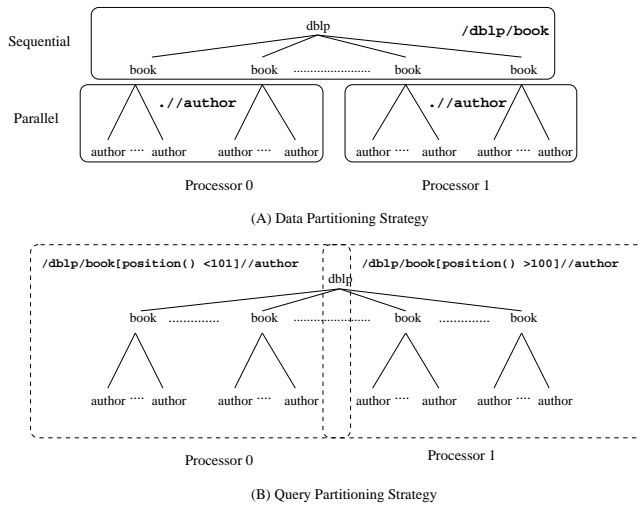 dblp
/dblp/book
Sequential
book book ........................ book book
.//author .//author
Parallel
author .... author author .... author author .... author author .... author
Processor 0 Processor 1
(A) Data Partitioning Strategy
/dblp/book[position() <101]//author /dblp/book[position() >100]//author
dblp
book .............. book ........................ book .............. book
author .... author author .... author author .... author author .... author
Processor 0 Processor 1
(B) Query Partitioning Strategy